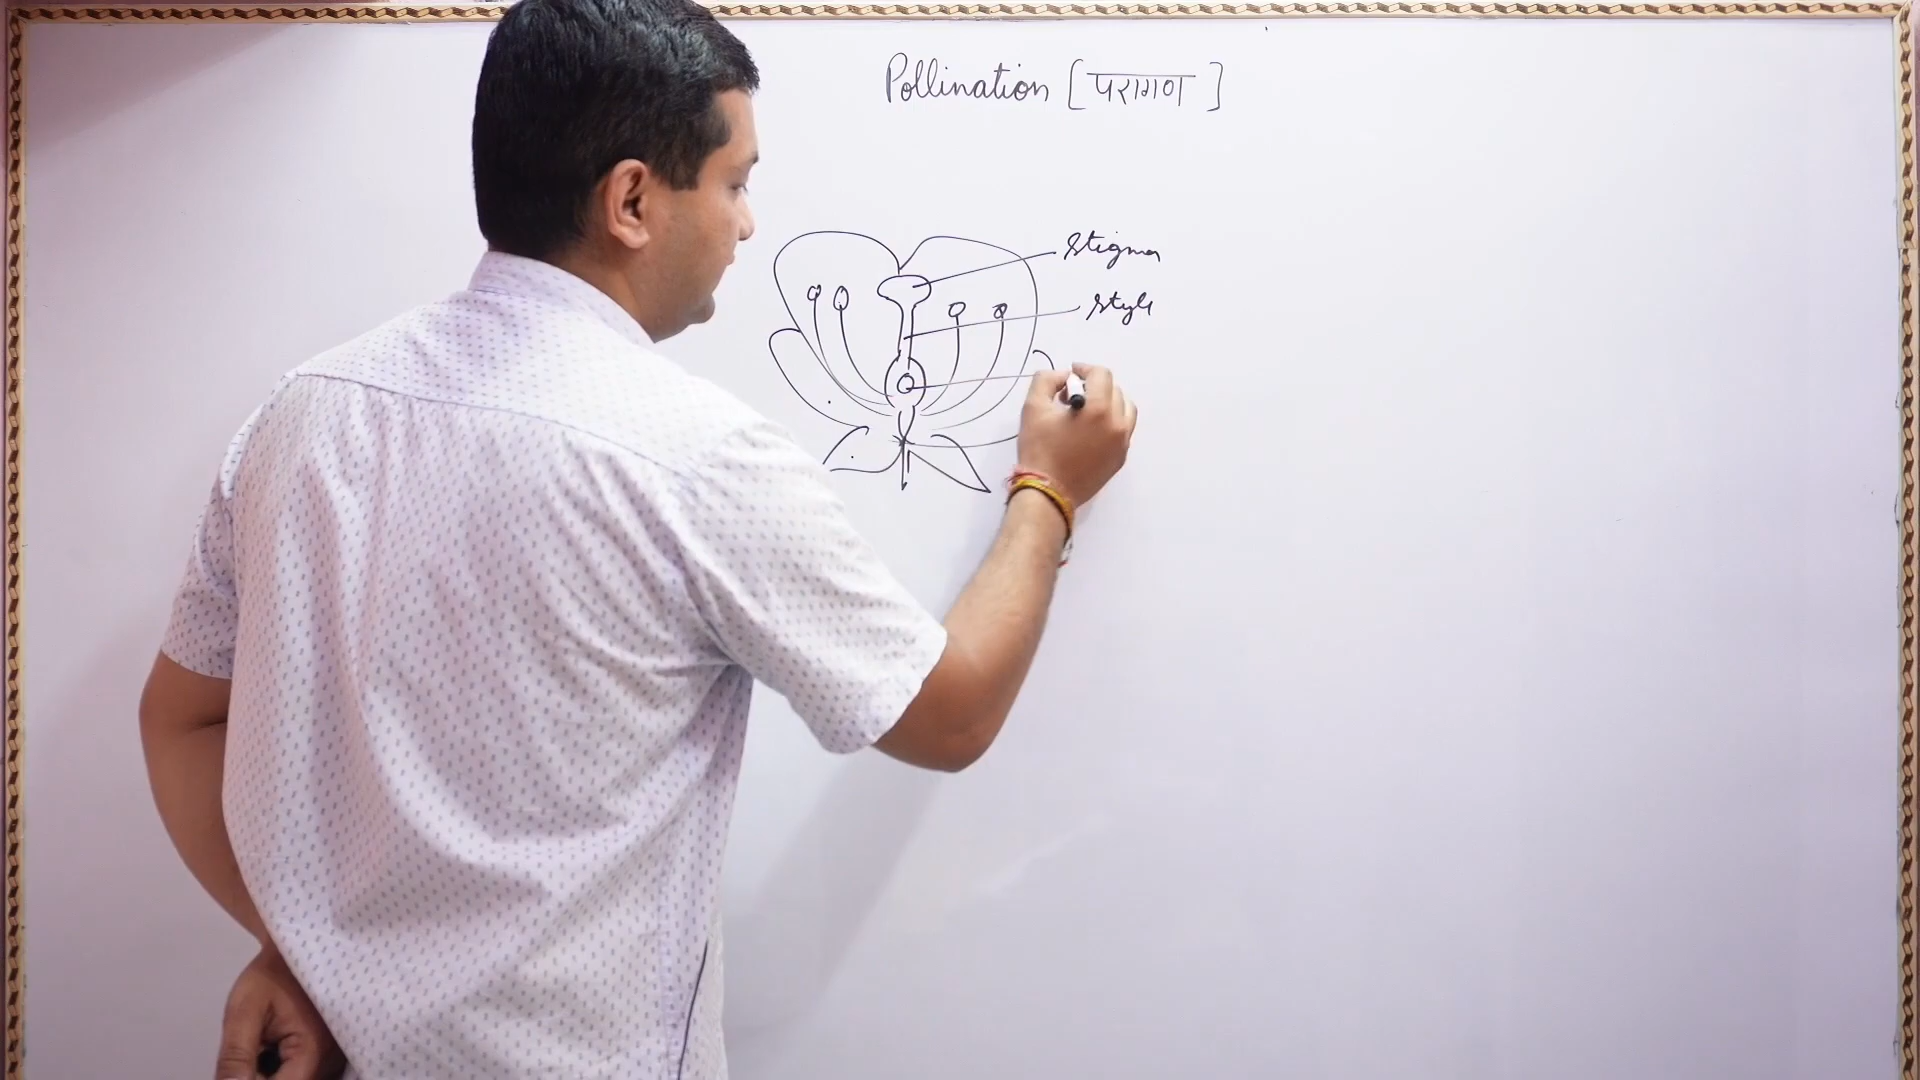 Pollination [परागण]
Stigma
Style